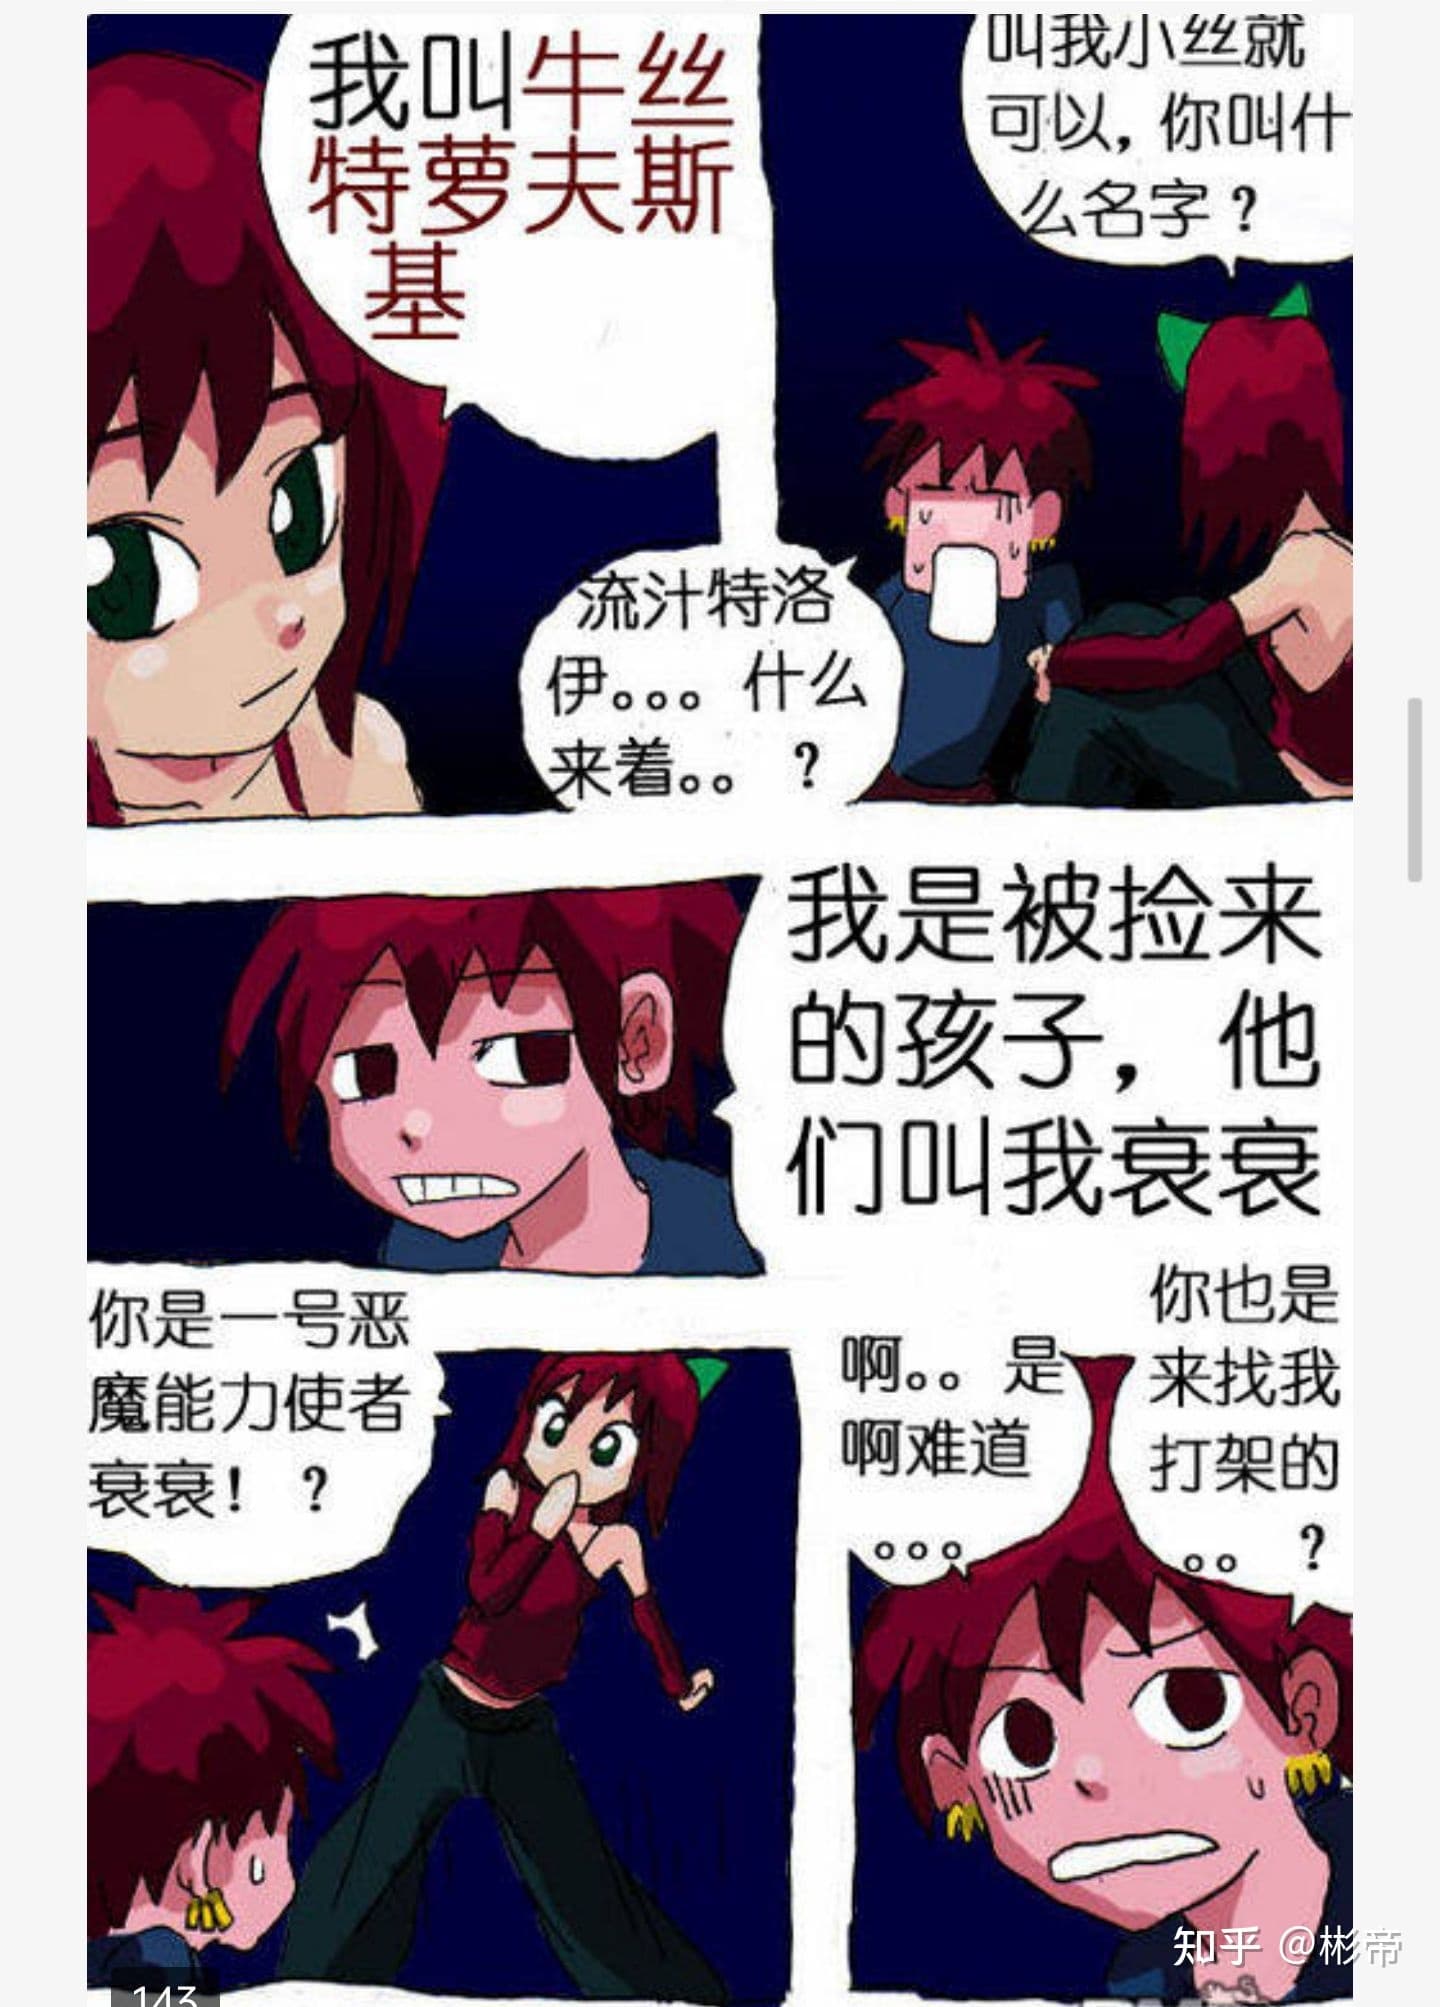 我叫牛丝
特萝夫斯
基
叫我小丝就
可以，你叫什
么名字？
流汁特洛
伊。。。什么
来着。。？
我是被捡来
的孩子，他
们叫我衰衰
你是一号恶
魔能力使者
衰衰！？
啊。。是
啊难道
。。。
你也是
来找我
打架的
。。？
知乎 @彬帝
143